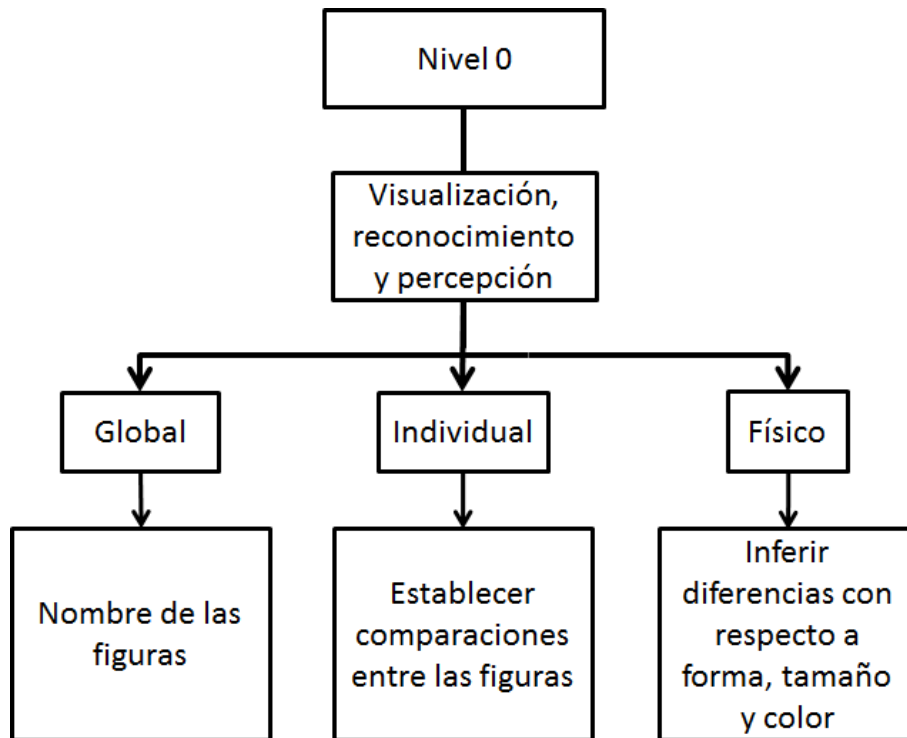 Nivel 0
Visualización,
reconocimiento
y percepción
Global
Individual
Físico
Nombre de las
figuras
Establecer
comparaciones
entre las figuras
Inferir
diferencias con
respecto a
forma, tamaño
y color